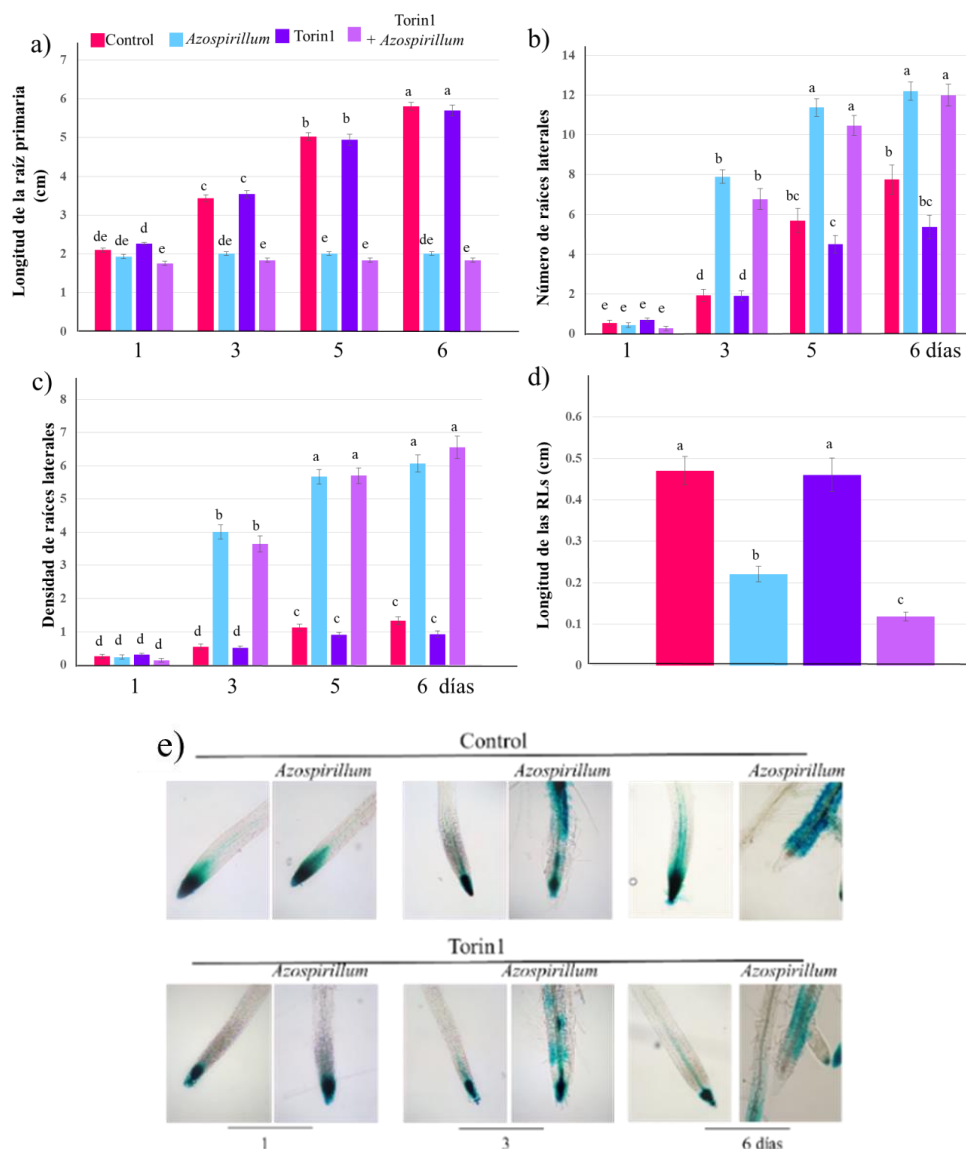 Control
Azospirillum
Torin1
Torin1
+ Azospirillum
a)
Longitud de la raíz primaria
(cm)
7
6
5
4
3
2
1
0
de de d e
c de c e
b e b e
a de a e
1 3 5 6
b)
Número de raíces laterales
14
12
10
8
6
4
2
0
e e e e
d b d b
bc a c a
b a bc a
1 3 5 6 días
c)
Densidad de raíces laterales
8
7
6
5
4
3
2
1
0
d d d d
d b d b
c a c a
c a c a
1 3 5 6 días
d)
Longitud de las RLs (cm)
0.6
0.5
0.4
0.3
0.2
0.1
0
a b a c
e)
Control
Azospirillum Azospirillum Azospirillum
Torin1
Azospirillum Azospirillum Azospirillum
1 3 6 días